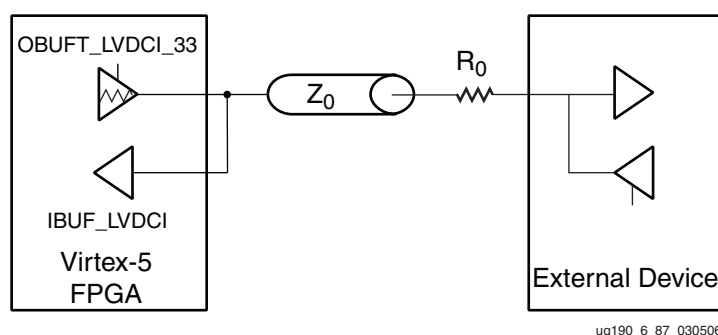 OBUFT_LVDCI_33
R0
Z0
IBUF_LVDCI
Virtex-5
FPGA
External Device
ug190_6_87_030506